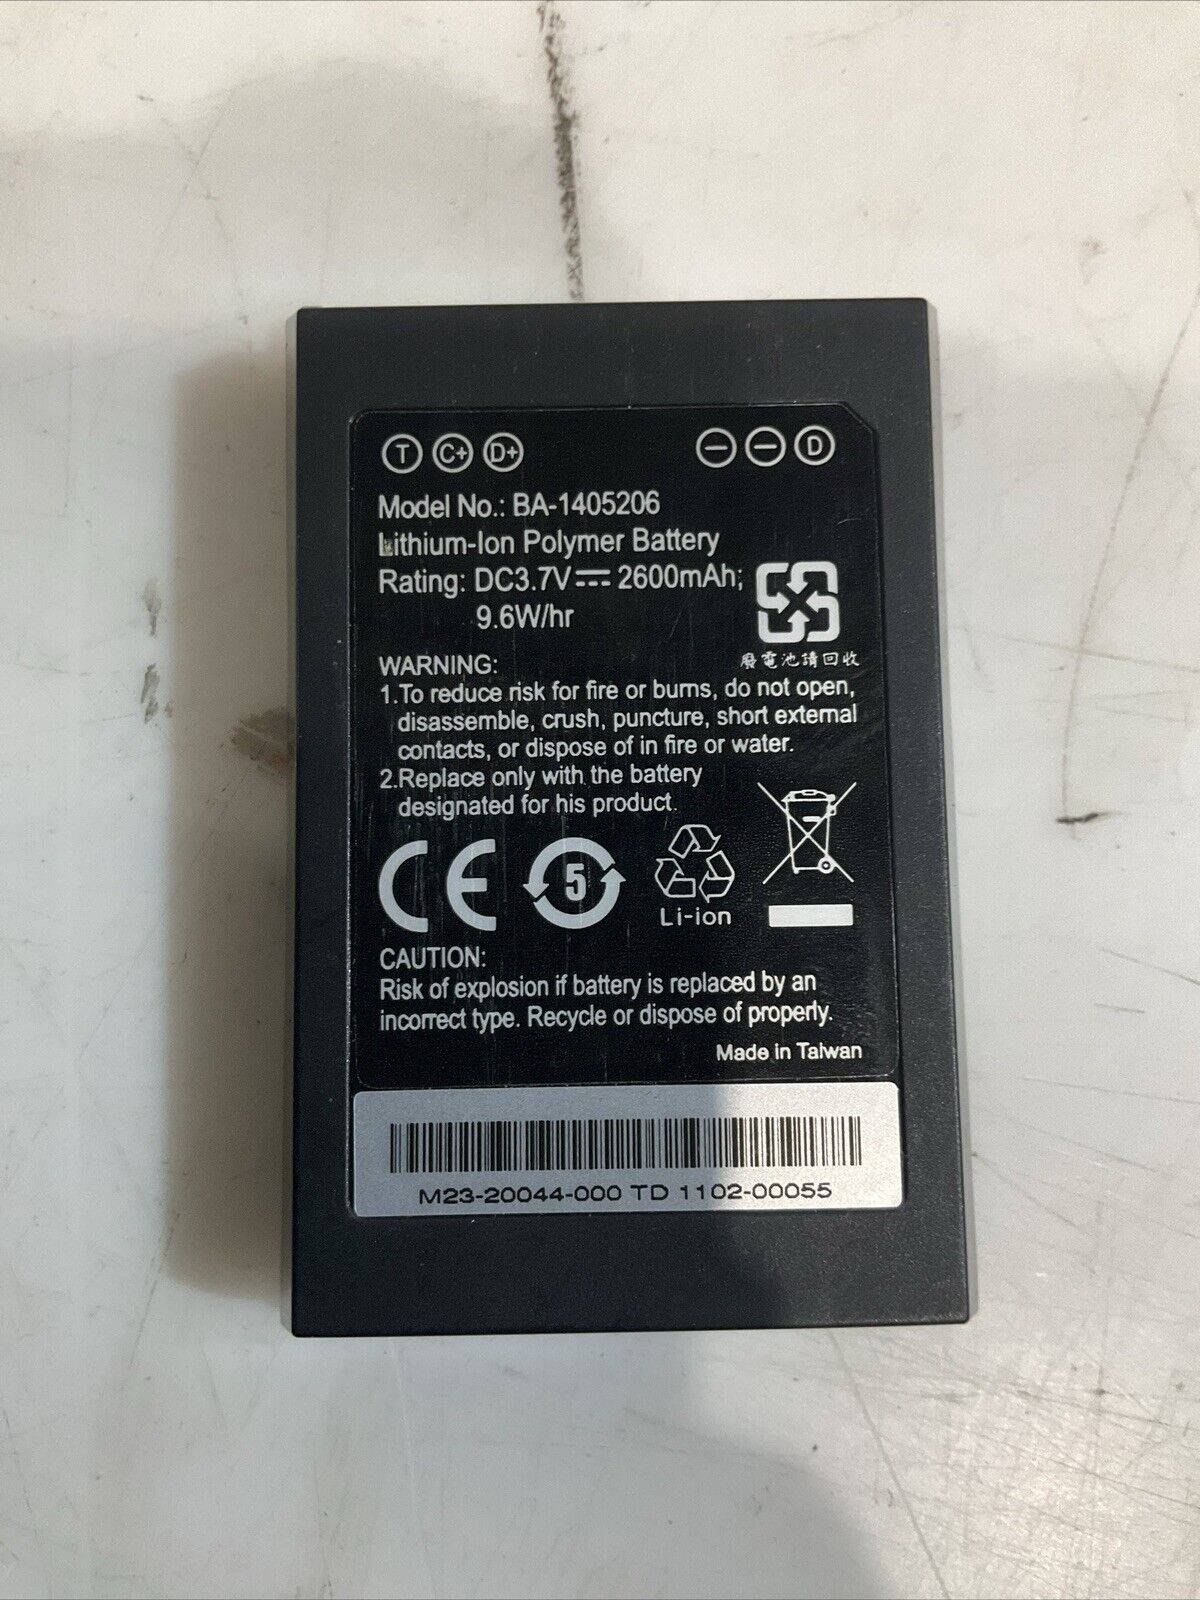 T C+ D+ − − D
Model No.: BA-1405206
Lithium-Ion Polymer Battery
Rating: DC3.7V⎓ 2600mAh;
9.6W/hr
廢電池請回收
WARNING:
1.To reduce risk for fire or burns, do not open,
disassemble, crush, puncture, short external
contacts, or dispose of in fire or water.
2.Replace only with the battery
designated for his product.
CE 5
Li-ion
CAUTION:
Risk of explosion if battery is replaced by an
incorrect type. Recycle or dispose of properly.
Made in Taiwan
M23-20044-000 TD 1102-00055